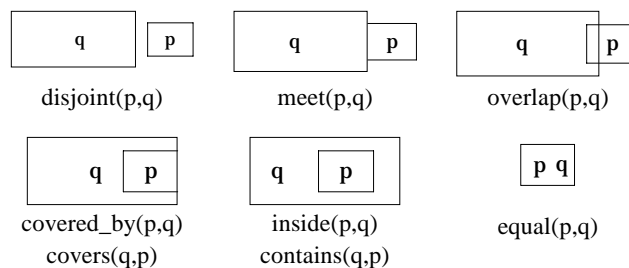 q p
q p
q p
disjoint(p,q)
meet(p,q)
overlap(p,q)
q p
q p
p q
covered_by(p,q)
covers(q,p)
inside(p,q)
contains(q,p)
equal(p,q)